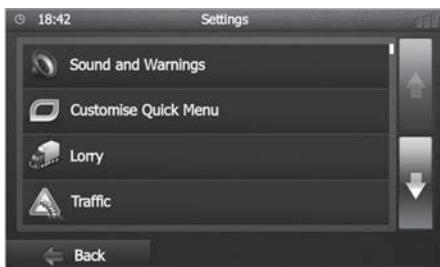 18:42 Settings
Sound and Warnings
Customise Quick Menu
Lorry
Traffic
Back